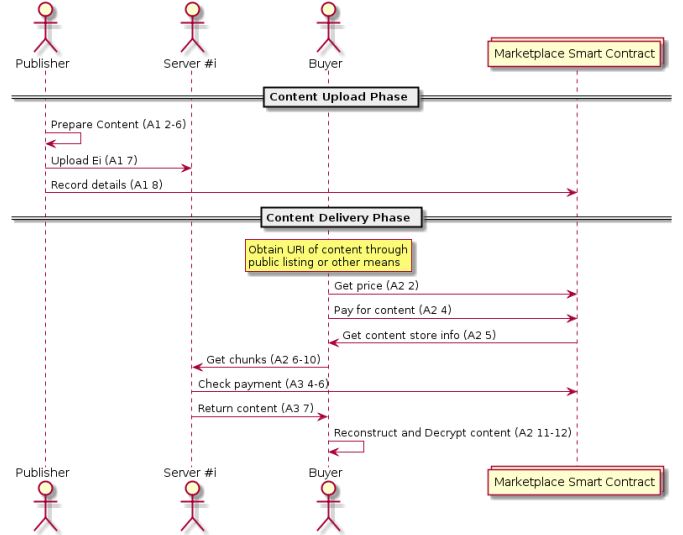 Publisher
Server #i
Buyer
Marketplace Smart Contract
Content Upload Phase
Prepare Content (A1 2-6)
Upload Ei (A1 7)
Record details (A1 8)
Content Delivery Phase
Obtain URI of content through
public listing or other means
Get price (A2 2)
Pay for content (A2 4)
Get content store info (A2 5)
Get chunks (A2 6-10)
Check payment (A3 4-6)
Return content (A3 7)
Reconstruct and Decrypt content (A2 11-12)
Publisher
Server #i
Buyer
Marketplace Smart Contract